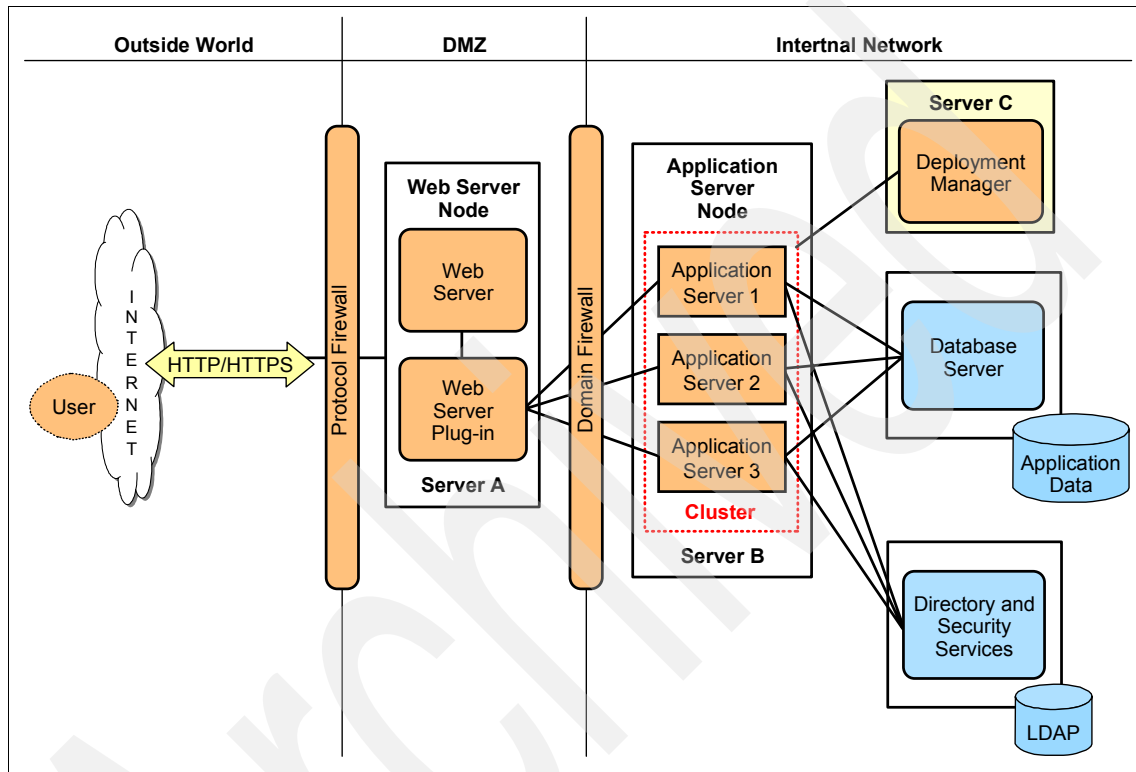 Outside World
DMZ
Intertnal Network
INTERNET
User
HTTP/HTTPS
Protocol Firewall
Web Server
Node
Web
Server
Web
Server
Plug-in
Server A
Domain Firewall
Application
Server
Node
Application
Server 1
Application
Server 2
Application
Server 3
Cluster
Server B
Server C
Deployment
Manager
Database
Server
Application
Data
Directory and
Security
Services
LDAP
Archived